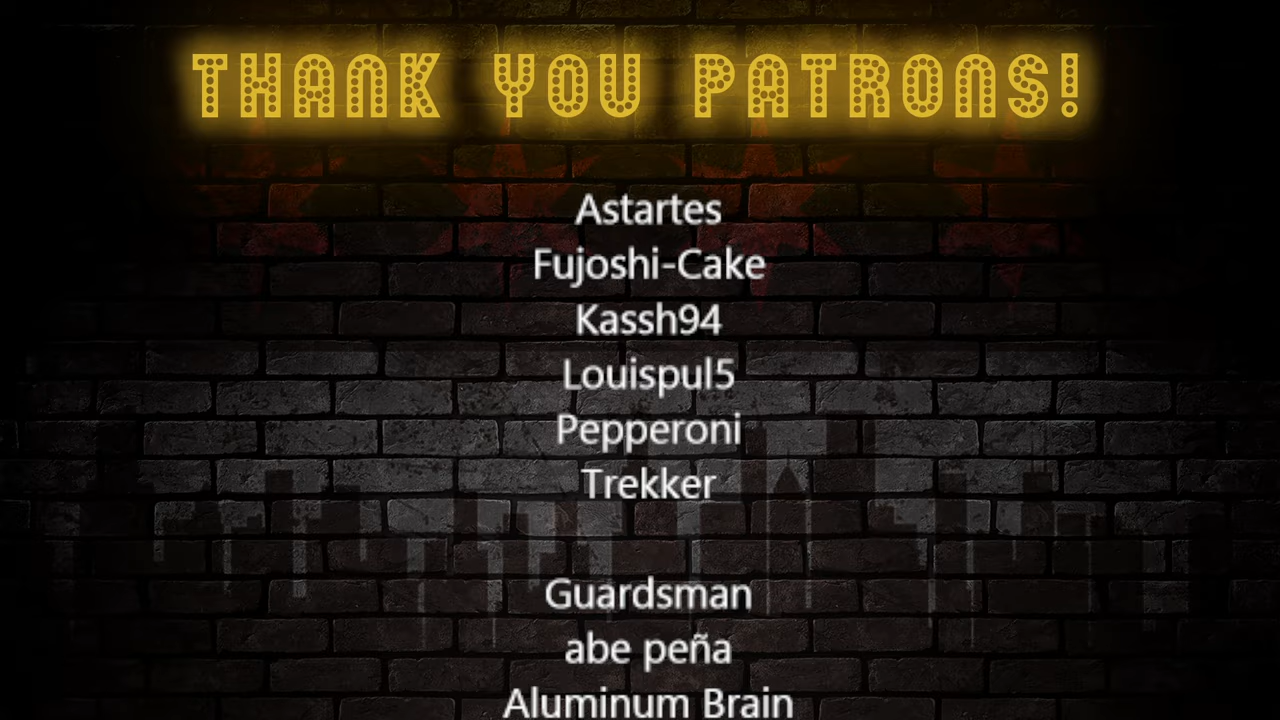 THANK YOU PATRONS!
Astartes
Fujoshi-Cake
Kassh94
Louispul5
Pepperoni
Trekker
Guardsman
abe peña
Aluminum Brain